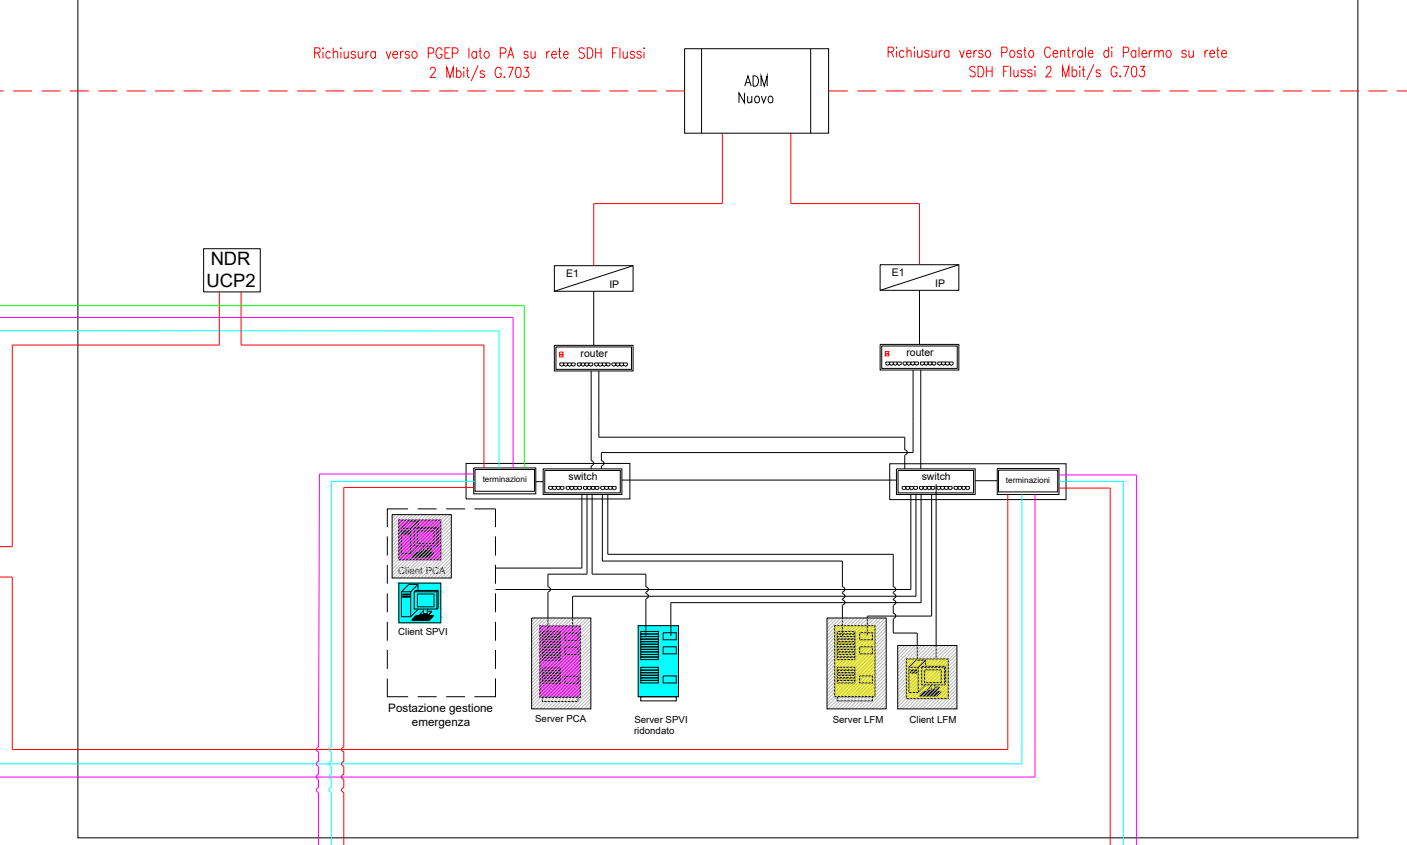 Richiusura verso PGEP lato PA su rete SDH Flussi
2 Mbit/s G.703
ADM
Nuovo
Richiusura verso Posto Centrale di Palermo su rete
SDH Flussi 2 Mbit/s G.703
NDR
UCP2
E1
IP
E1
IP
router
router
terminazioni
switch
switch
terminazioni
Client PCA
Client SPVI
Postazione gestione
emergenza
Server PCA
Server SPVI
ridondato
Server LFM
Client LFM